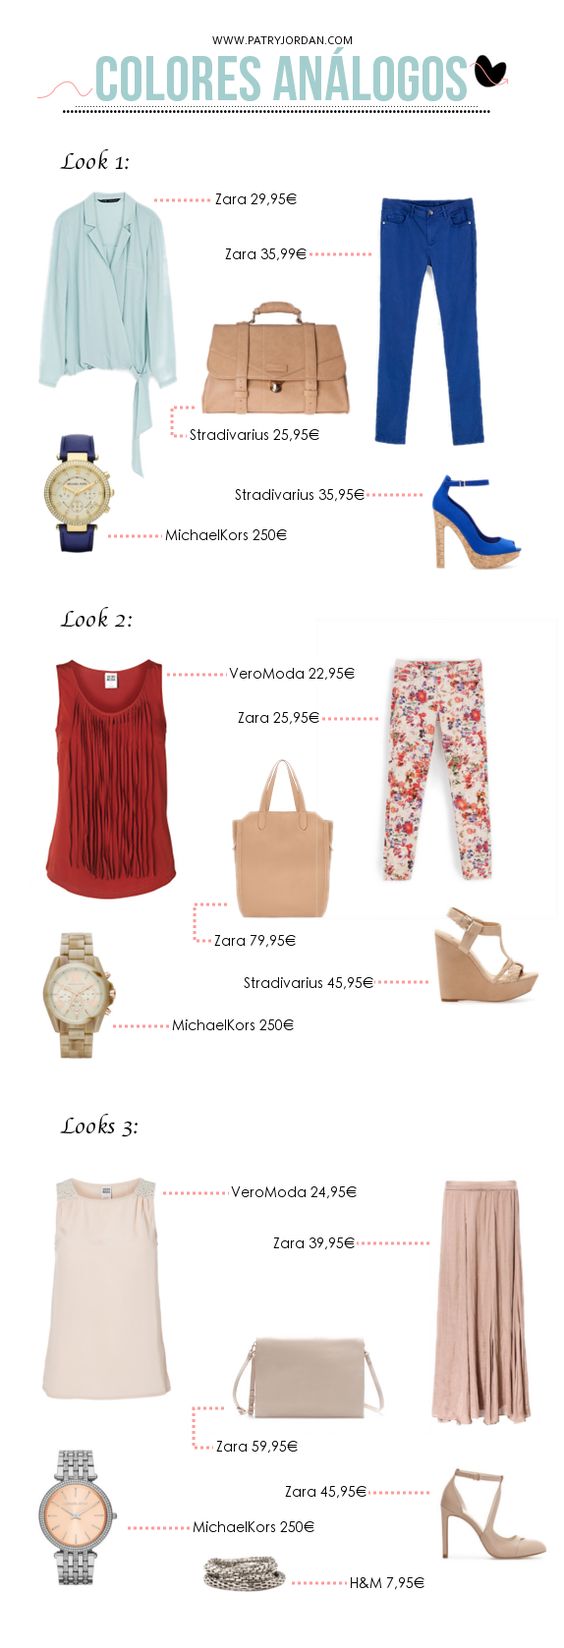 WWW.PATRYJORDAN.COM
COLORES ANÁLOGOS
Look 1:
Zara 29,95€
Zara 35,99€
Stradivarius 25,95€
Stradivarius 35,95€
MichaelKors 250€
Look 2:
VeroModa 22,95€
Zara 25,95€
Zara 79,95€
Stradivarius 45,95€
MichaelKors 250€
Looks 3:
VeroModa 24,95€
Zara 39,95€
Zara 59,95€
Zara 45,95€
MichaelKors 250€
H&M 7,95€